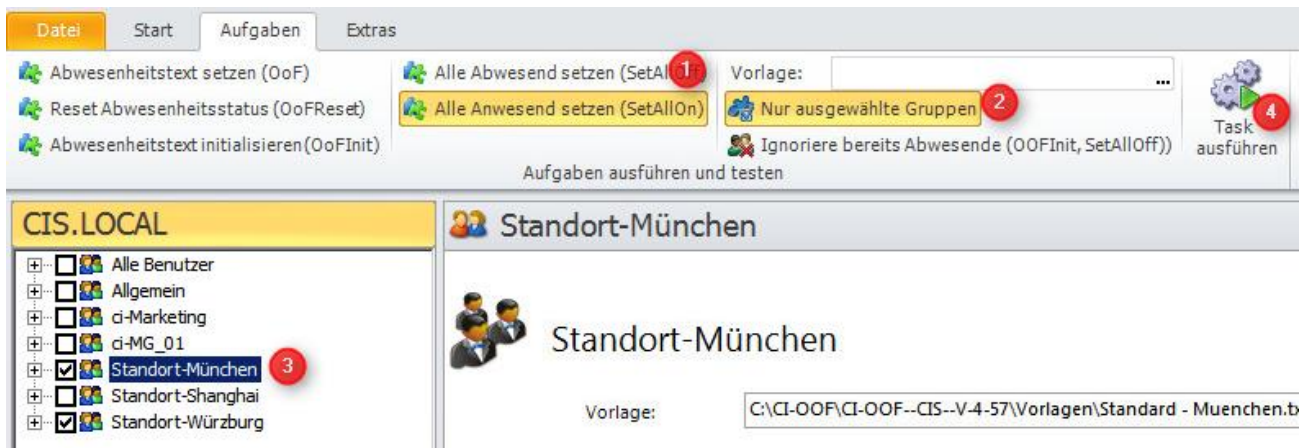 Datei Start Aufgaben Extras
Abwesenheitstext setzen (OoF)
Reset Abwesenheitsstatus (OoFReset)
Abwesenheitstext initialisieren (OoFInit)
Alle Abwesend setzen (SetAllOff)
1
Alle Anwesend setzen (SetAllOn)
Vorlage: ...
Nur ausgewählte Gruppen
2
Ignoriere bereits Abwesende (OOFInit, SetAllOff))
Task
ausführen
4
Aufgaben ausführen und testen
CIS.LOCAL
Alle Benutzer
Allgemein
ci-Marketing
ci-MG_01
Standort-München
3
Standort-Shanghai
Standort-Würzburg
Standort-München
Standort-München
Vorlage: C:\CI-OOF\CI-OOF--CIS--V-4-57\Vorlagen\Standard - Muenchen.tx